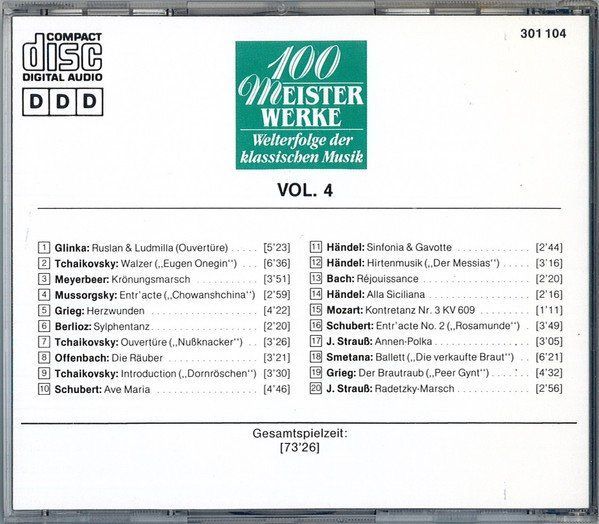 COMPACT
disc
DIGITAL AUDIO
DDD
301 104
100
MEISTER
WERKE
Welterfolge der
klassischen Musik
VOL. 4
1 Glinka: Ruslan & Ludmilla (Ouvertüre) ..... [5'23]
2 Tchaikovsky: Walzer („Eugen Onegin“) ..... [6'36]
3 Meyerbeer: Krönungsmarsch ..... [3'51]
4 Mussorgsky: Entr'acte („Chowanshchina“) ..... [2'59]
5 Grieg: Herzwunden ..... [4'22]
6 Berlioz: Sylphentanz ..... [2'20]
7 Tchaikovsky: Ouvertüre („Nußknacker“) ..... [3'26]
8 Offenbach: Die Räuber ..... [3'21]
9 Tchaikovsky: Introduction („Dornröschen“) ..... [3'30]
10 Schubert: Ave Maria ..... [4'46]
11 Händel: Sinfonia & Gavotte ..... [2'44]
12 Händel: Hirtenmusik („Der Messias“) ..... [3'16]
13 Bach: Réjouissance ..... [2'20]
14 Händel: Alla Siciliana ..... [2'16]
15 Mozart: Kontretanz Nr. 3 KV 609 ..... [1'11]
16 Schubert: Entr'acte No. 2 („Rosamunde“) ..... [3'49]
17 J. Strauß: Annen-Polka ..... [3'05]
18 Smetana: Ballett („Die verkaufte Braut“) ..... [6'21]
19 Grieg: Der Brautraub („Peer Gynt“) ..... [4'32]
20 J. Strauß: Radetzky-Marsch ..... [2'56]
Gesamtspielzeit:
[73'26]